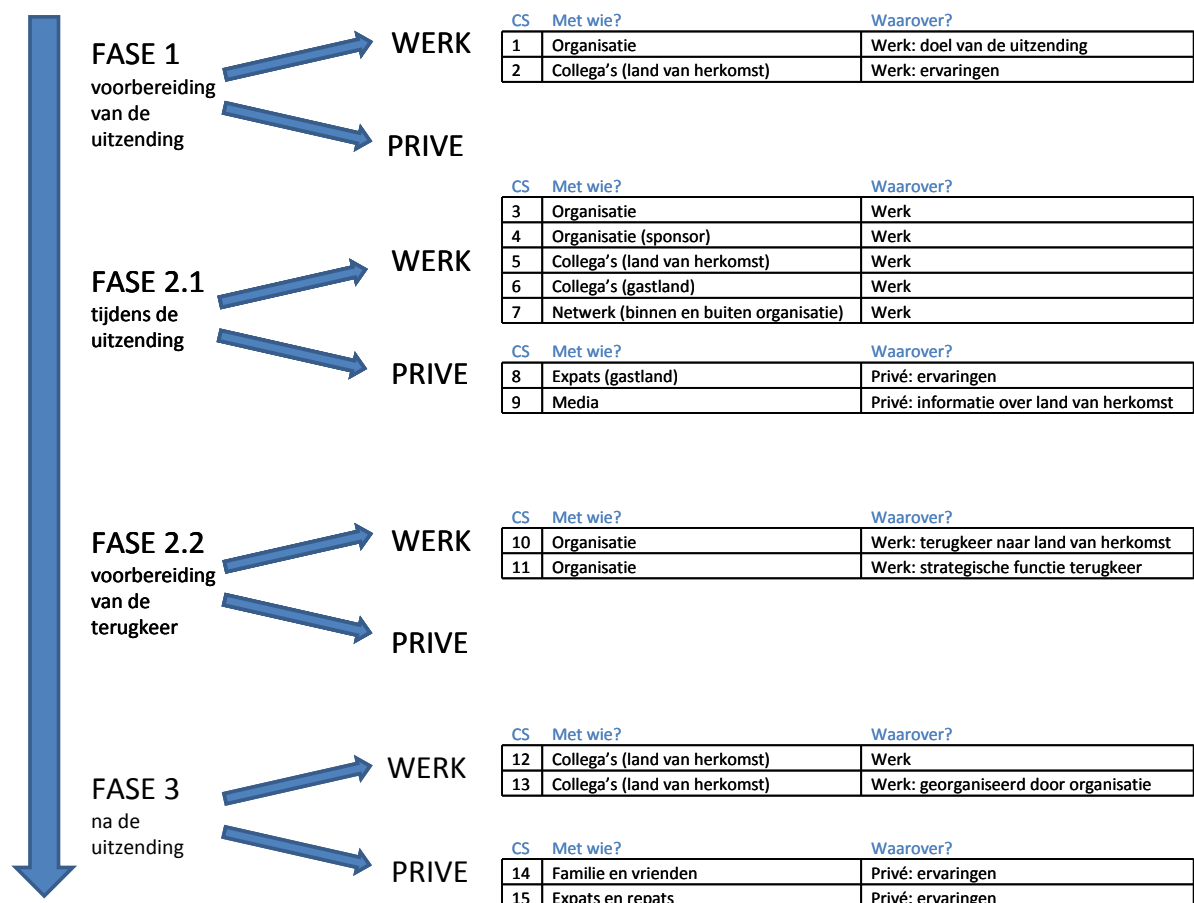 FASE 1
voorbereiding
van de
uitzending
WERK
CS Met wie? Waarover?
1 Organisatie Werk: doel van de uitzending
2 Collega's (land van herkomst) Werk: ervaringen
PRIVE
FASE 2.1
tijdens de
uitzending
WERK
CS Met wie? Waarover?
3 Organisatie Werk
4 Organisatie (sponsor) Werk
5 Collega's (land van herkomst) Werk
6 Collega's (gastland) Werk
7 Netwerk (binnen en buiten organisatie) Werk
PRIVE
CS Met wie? Waarover?
8 Expats (gastland) Privé: ervaringen
9 Media Privé: informatie over land van herkomst
FASE 2.2
voorbereiding
van de
terugkeer
WERK
CS Met wie? Waarover?
10 Organisatie Werk: terugkeer naar land van herkomst
11 Organisatie Werk: strategische functie terugkeer
PRIVE
FASE 3
na de
uitzending
WERK
CS Met wie? Waarover?
12 Collega's (land van herkomst) Werk
13 Collega's (land van herkomst) Werk: georganiseerd door organisatie
PRIVE
CS Met wie? Waarover?
14 Familie en vrienden Privé: ervaringen
15 Expats en repats Privé: ervaringen